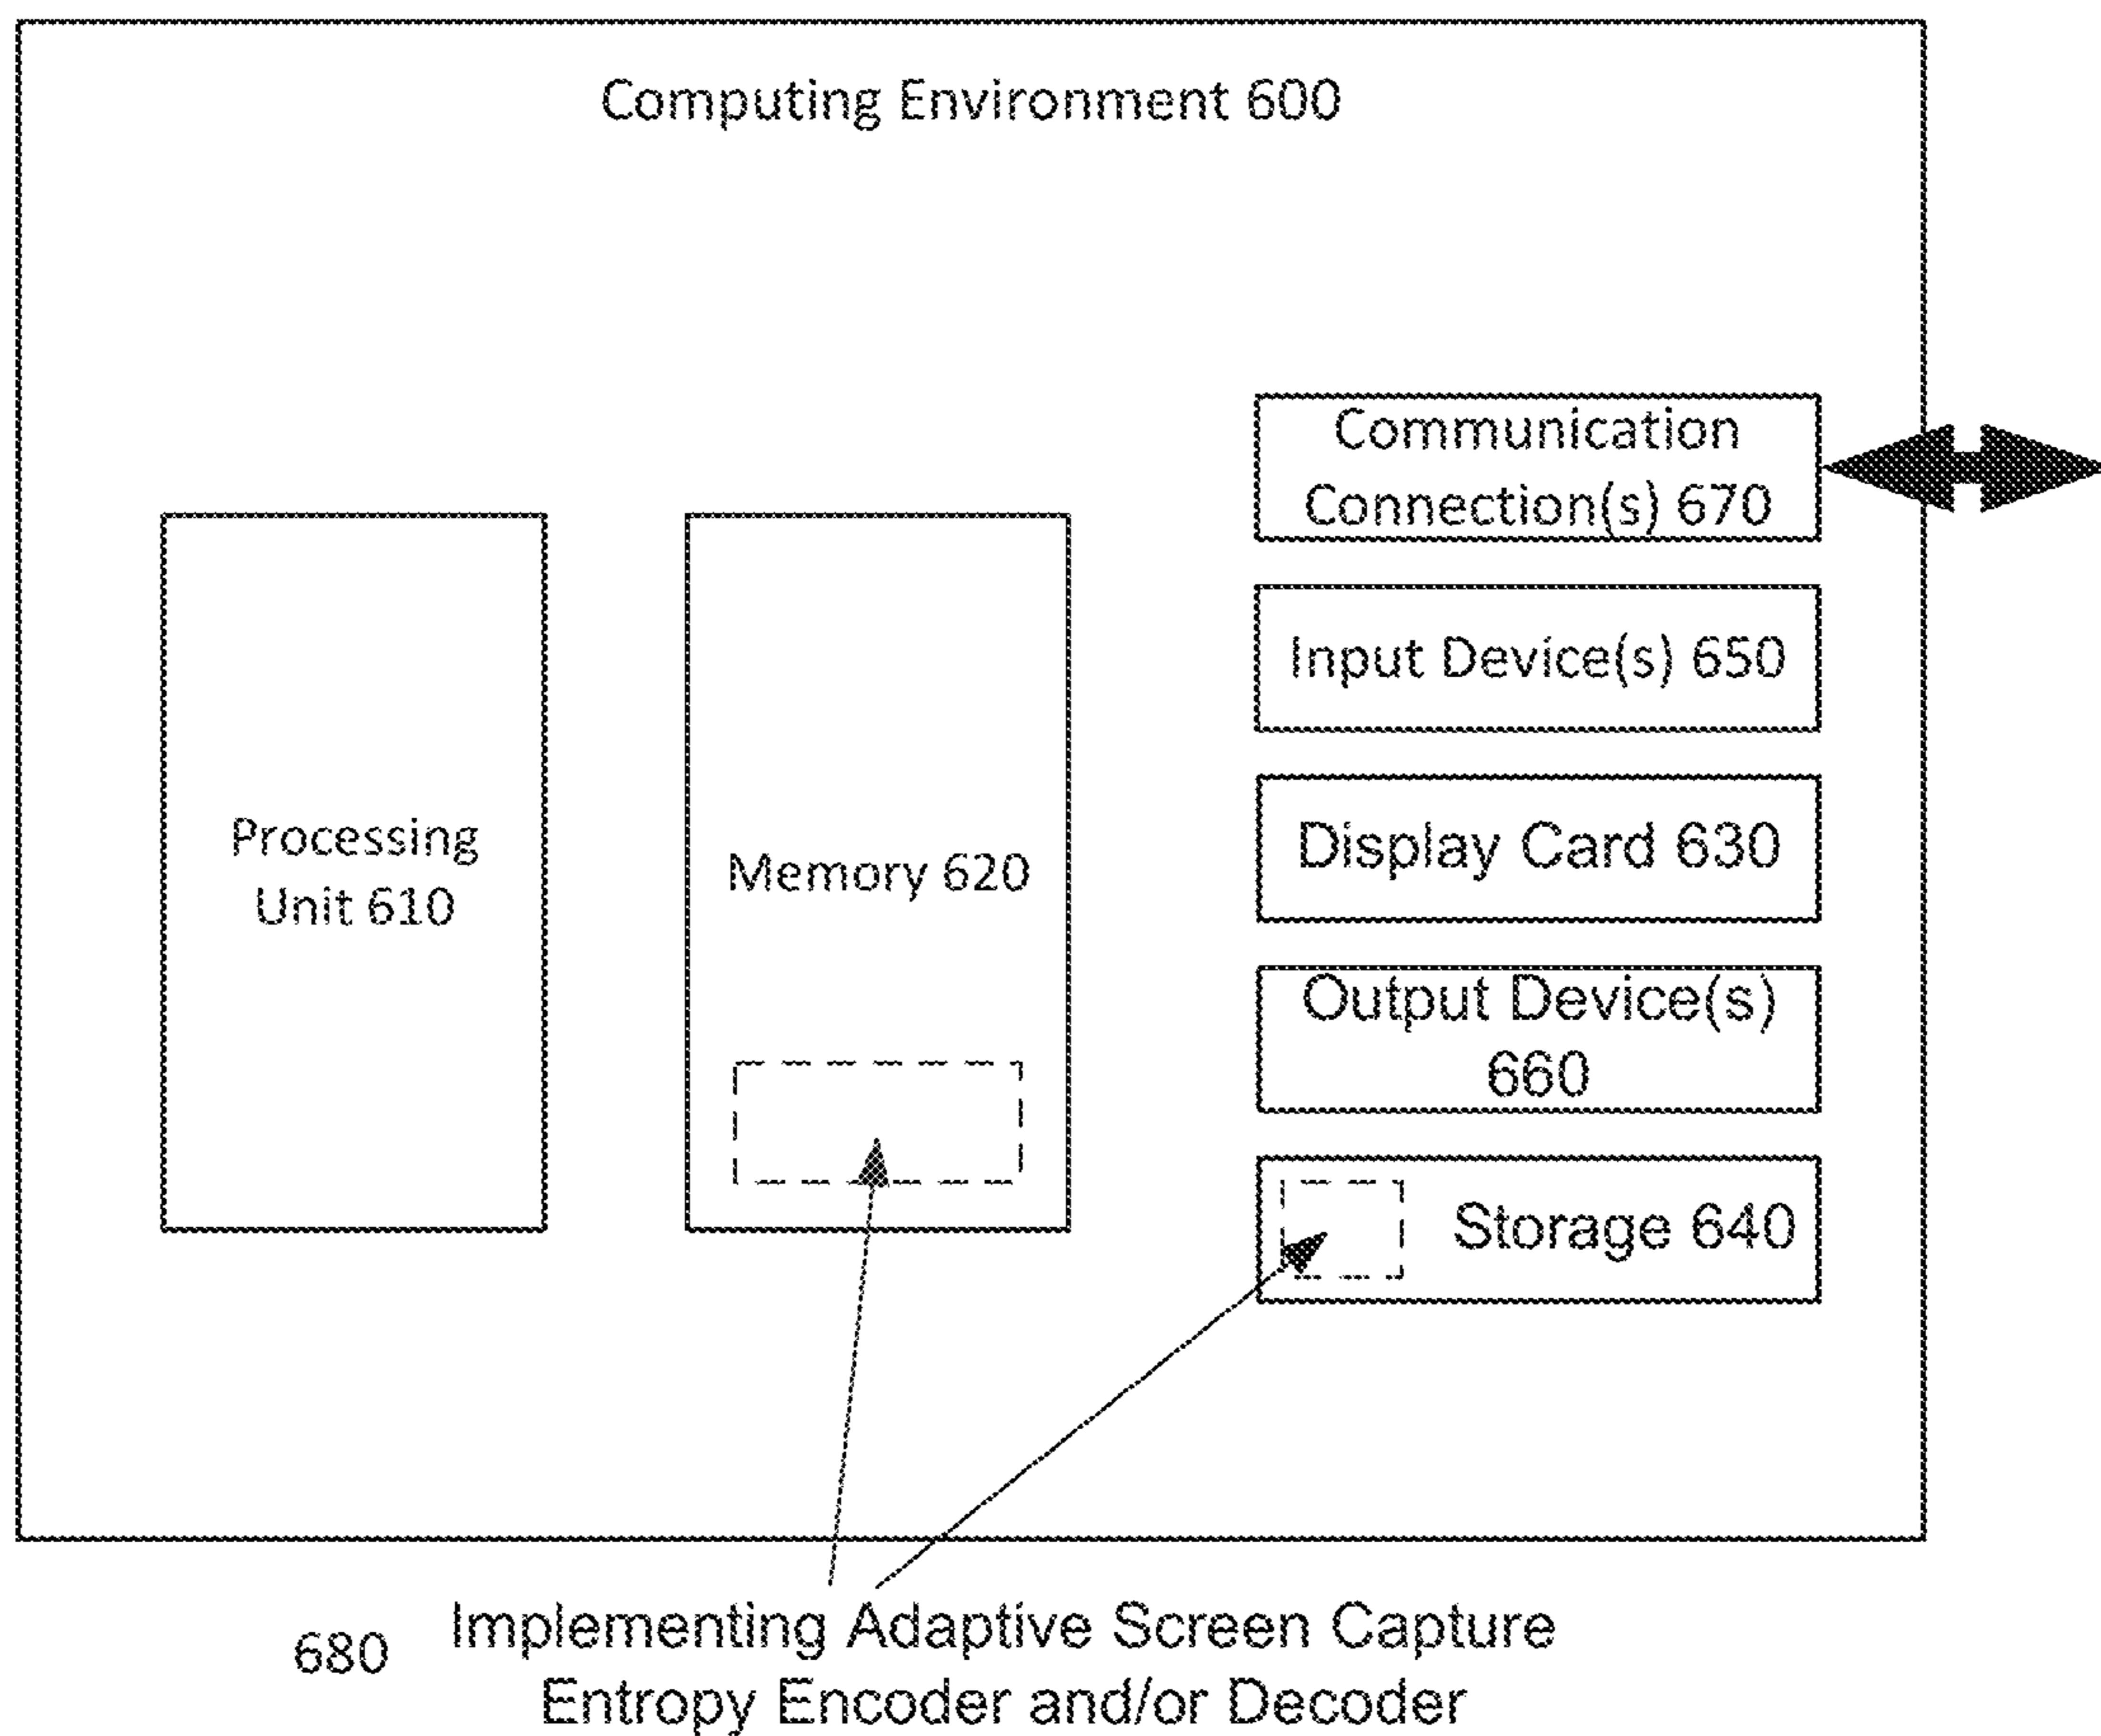 Computing Environment 600
Communication
Connection(s) 670
Input Device(s) 650
Processing
Unit 610
Memory 620
Display Card 630
Output Device(s)
660
Storage 640
680
Implementing Adaptive Screen Capture
Entropy Encoder and/or Decoder